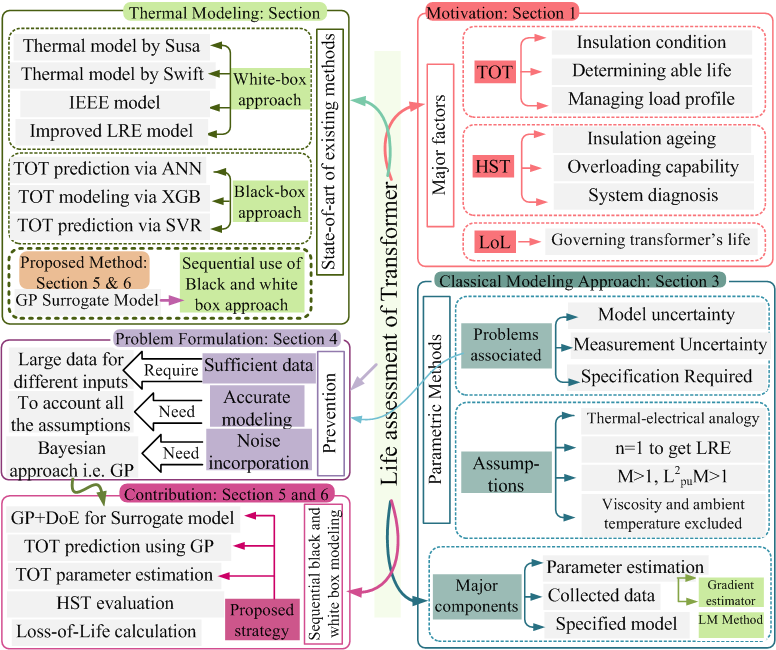 Thermal Modeling: Section
Thermal model by Susa
Thermal model by Swift
IEEE model
Improved LRE model
White-box
approach
TOT prediction via ANN
TOT modeling via XGB
TOT prediction via SVR
Black-box
approach
State-of-art of existing methods
Proposed Method:
Section 5 & 6
GP Surrogate Model
Sequential use of
Black and white
box approach
Motivation: Section 1
Major factors
TOT
Insulation condition
Determining able life
Managing load profile
HST
Insulation ageing
Overloading capability
System diagnosis
LoL
Governing transformer's life
Life assessment of Transformer
Problem Formulation: Section 4
Large data for
different inputs
Require
Sufficient data
To account all
the assumptions
Need
Accurate
modeling
Bayesian
approach i.e. GP
Need
Noise
incorporation
Prevention
Classical Modeling Approach: Section 3
Parametric Methods
Problems
associated
Model uncertainty
Measurement Uncertainty
Specification Required
Assump-
tions
Thermal-electrical analogy
n=1 to get LRE
M>1, L²puM>1
Viscosity and ambient
temperature excluded
Major
components
Parameter estimation
Collected data
Specified model
Gradient
estimator
LM Method
Contribution: Section 5 and 6
GP+DoE for Surrogate model
TOT prediction using GP
TOT parameter estimation
HST evaluation
Loss-of-Life calculation
Proposed
strategy
Sequential black and
white box modeling